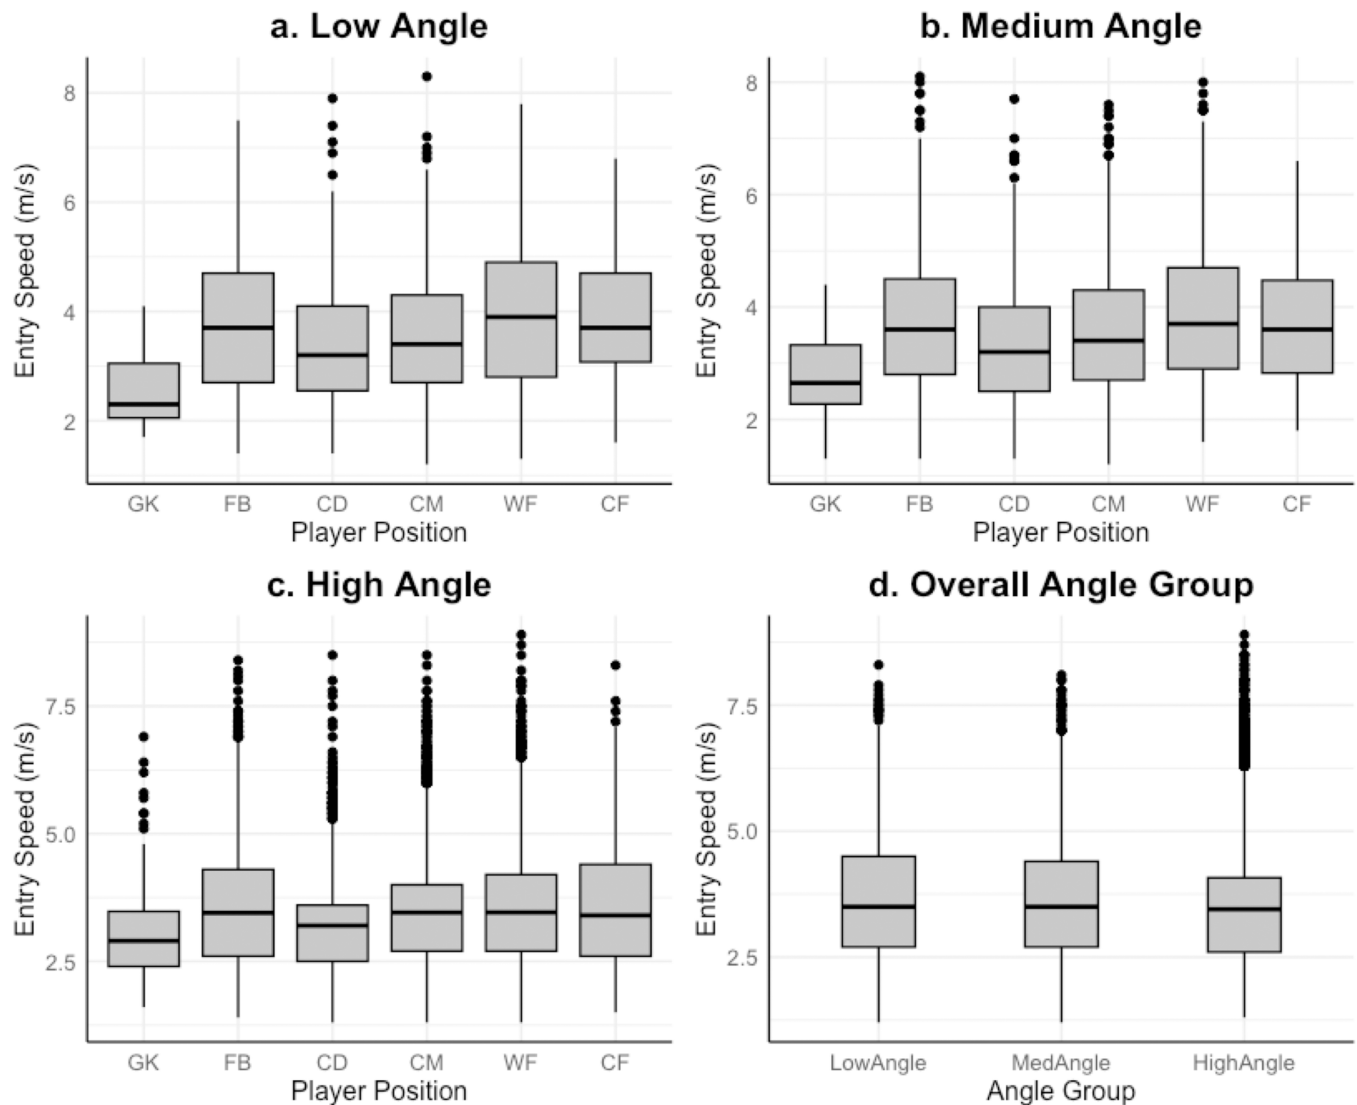 a. Low Angle
Entry Speed (m/s)
8
6
4
2
GK FB CD CM WF CF
Player Position
b. Medium Angle
Entry Speed (m/s)
8
6
4
2
GK FB CD CM WF CF
Player Position
c. High Angle
Entry Speed (m/s)
7.5
5.0
2.5
GK FB CD CM WF CF
Player Position
d. Overall Angle Group
Entry Speed (m/s)
7.5
5.0
2.5
LowAngle MedAngle HighAngle
Angle Group